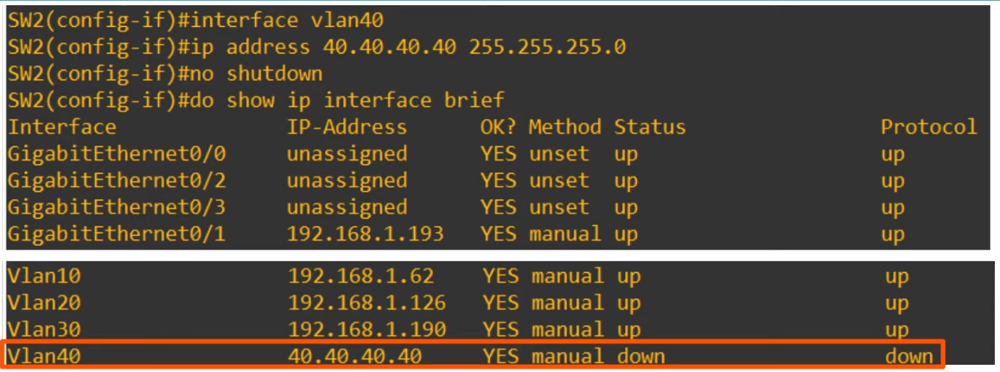 SW2(config-if)#interface vlan40
SW2(config-if)#ip address 40.40.40.40 255.255.255.0
SW2(config-if)#no shutdown
SW2(config-if)#do show ip interface brief
Interface IP-Address OK? Method Status Protocol
GigabitEthernet0/0 unassigned YES unset up up
GigabitEthernet0/2 unassigned YES unset up up
GigabitEthernet0/3 unassigned YES unset up up
GigabitEthernet0/1 192.168.1.193 YES manual up up
Vlan10 192.168.1.62 YES manual up up
Vlan20 192.168.1.126 YES manual up up
Vlan30 192.168.1.190 YES manual up up
Vlan40 40.40.40.40 YES manual down down